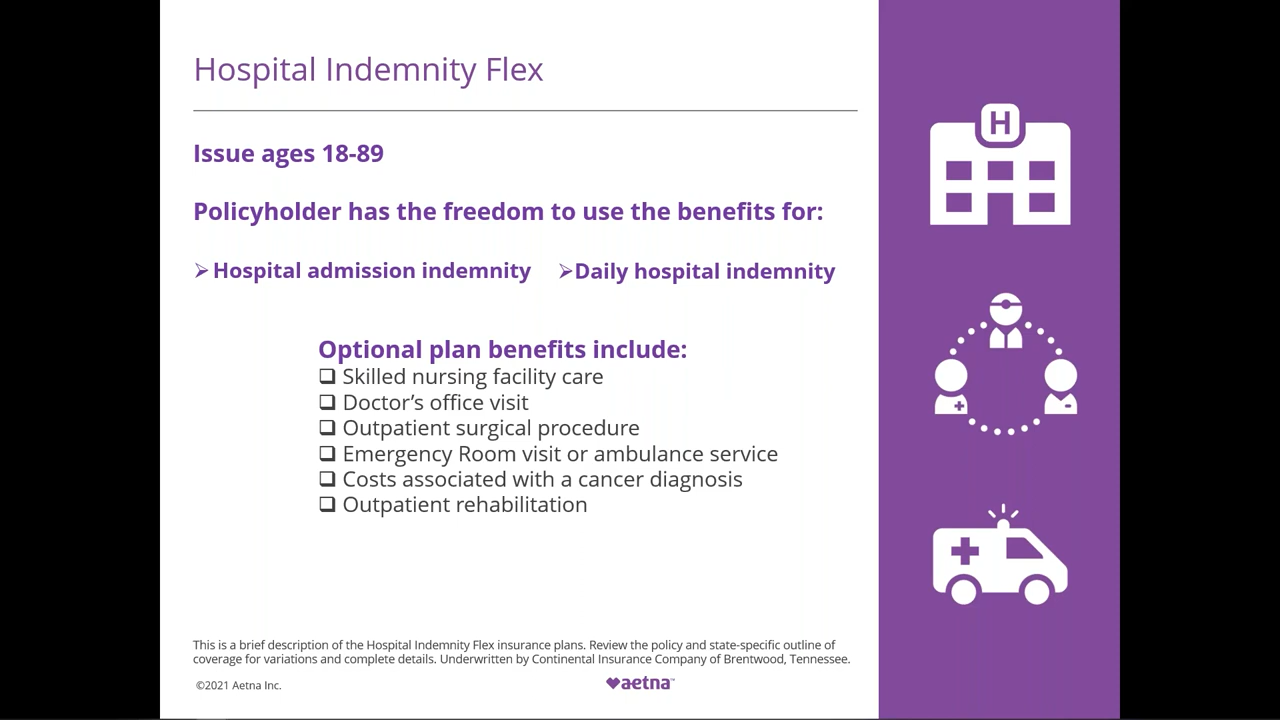 Hospital Indemnity Flex
H
Issue ages 18-89
Policyholder has the freedom to use the benefits for:
➢ Hospital admission indemnity ➢ Daily hospital indemnity
Optional plan benefits include:
❑ Skilled nursing facility care
❑ Doctor’s office visit
❑ Outpatient surgical procedure
❑ Emergency Room visit or ambulance service
❑ Costs associated with a cancer diagnosis
❑ Outpatient rehabilitation
This is a brief description of the Hospital Indemnity Flex insurance plans. Review the policy and state-specific outline of
coverage for variations and complete details. Underwritten by Continental Insurance Company of Brentwood, Tennessee.
©2021 Aetna Inc.
aetna™